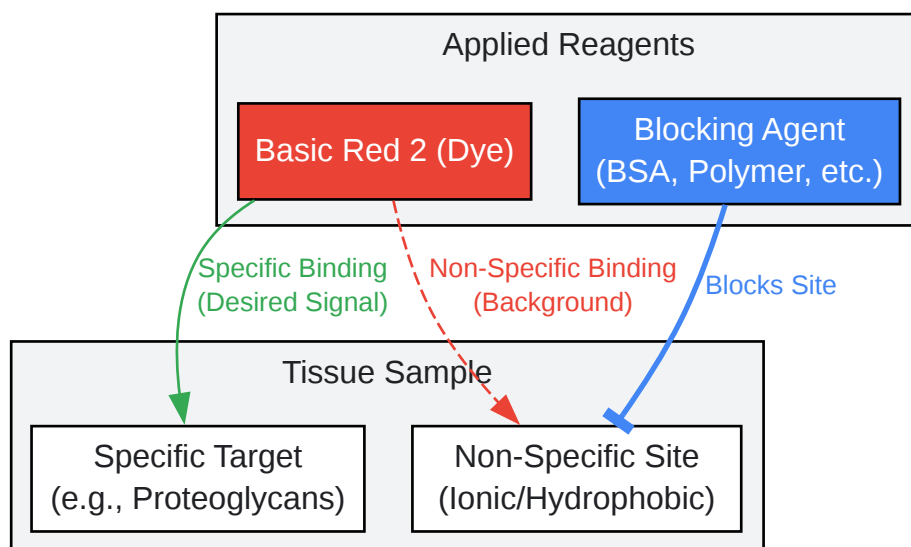 Applied Reagents
Basic Red 2 (Dye)
Blocking Agent
(BSA, Polymer, etc.)
Specific Binding
(Desired Signal)
Non-Specific Binding
(Background)
Blocks Site
Tissue Sample
Specific Target
(e.g., Proteoglycans)
Non-Specific Site
(Ionic/Hydrophobic)